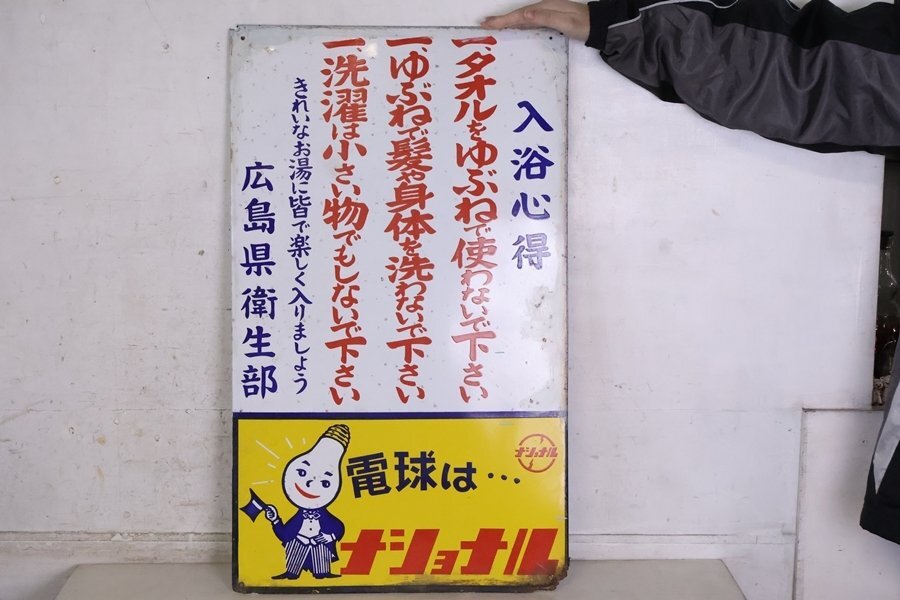 入浴心得
一、タオルをゆぶねで使わないで下さい
一、ゆぶねで髪や身体を洗わないで下さい
一、洗濯は小さい物でもしないで下さい
きれいなお湯に皆で楽しく入りましょう
広島県衛生部
ナショナル
電球は…
ナショナル